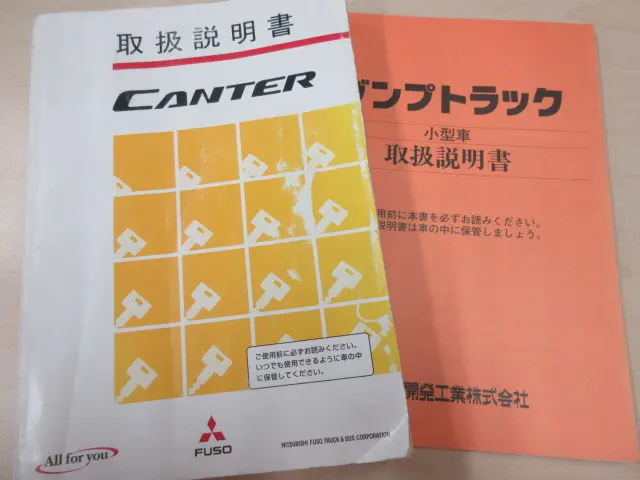 取扱説明書
CANTER
ご使用前に必ずお読みください。
いつでも使用できるように車の中
に保管してください。
All for you
FUSO
MITSUBISHI FUSO TRUCK & BUS CORPORATION
ダンプトラック
小型車
取扱説明書
用前に本書を必ずお読みください。
説明書は車の中に保管しましょう。
開発工業株式会社